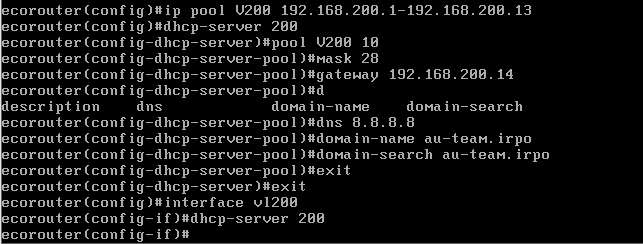 ecorouter(config)#ip pool V200 192.168.200.1-192.168.200.13
ecorouter(config)#dhcp-server 200
ecorouter(config-dhcp-server)#pool V200 10
ecorouter(config-dhcp-server-pool)#mask 28
ecorouter(config-dhcp-server-pool)#gateway 192.168.200.14
ecorouter(config-dhcp-server-pool)#d
description    dns            domain-name    domain-search
ecorouter(config-dhcp-server-pool)#dns 8.8.8.8
ecorouter(config-dhcp-server-pool)#domain-name au-team.irpo
ecorouter(config-dhcp-server-pool)#domain-search au-team.irpo
ecorouter(config-dhcp-server-pool)#exit
ecorouter(config-dhcp-server)#exit
ecorouter(config)#interface vl200
ecorouter(config-if)#dhcp-server 200
ecorouter(config-if)#